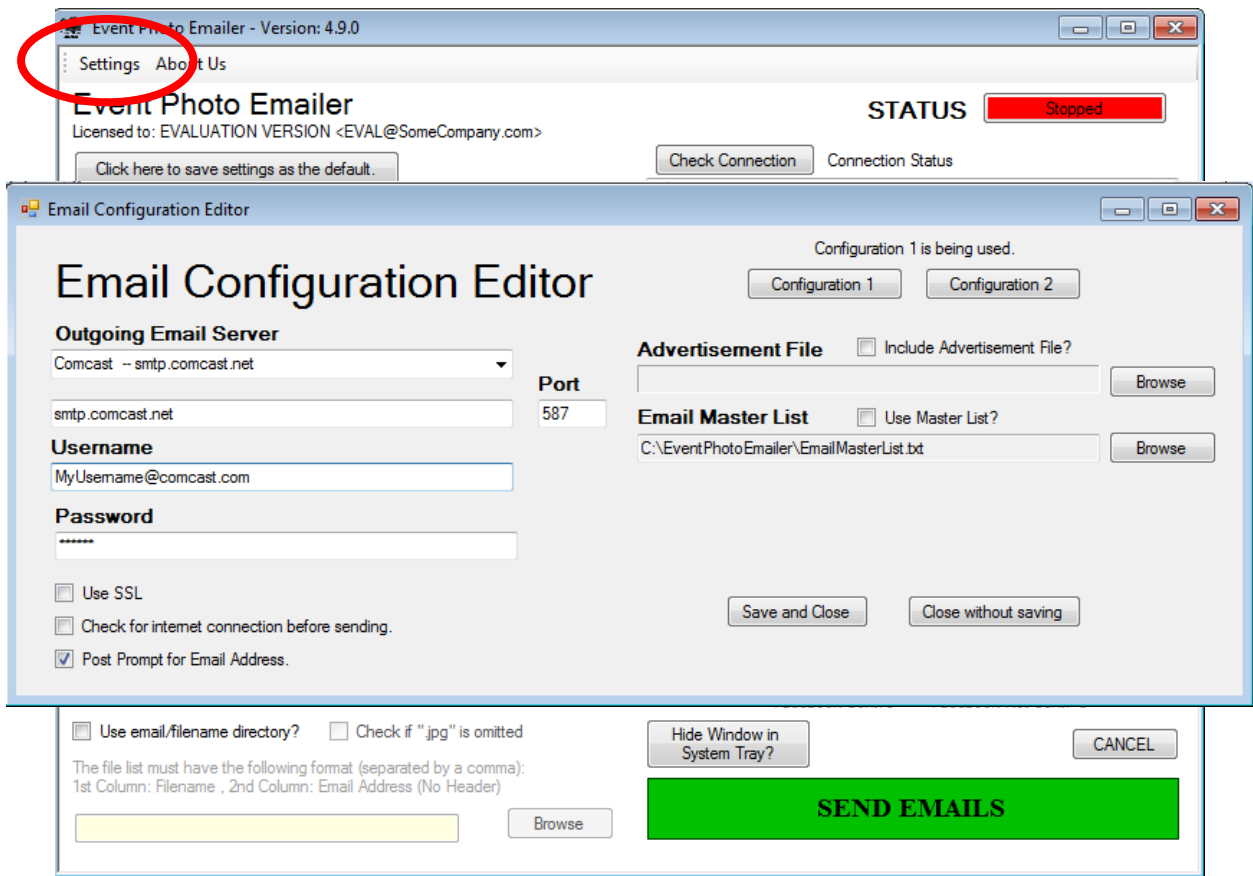 Event Photo Emailer - Version: 4.9.0
Settings About Us
Event Photo Emailer
STATUS Stopped
Licensed to: EVALUATION VERSION <EVAL@SomeCompany.com>
Click here to save settings as the default.
Check Connection Connection Status
Email Configuration Editor
Configuration 1 is being used.
Email Configuration Editor
Configuration 1 Configuration 2
Outgoing Email Server
Comcast -- smtp.comcast.net
Port
smtp.comcast.net
587
Username
MyUsername@comcast.com
Password
******
Use SSL
Check for internet connection before sending.
Post Prompt for Email Address.
Advertisement File Include Advertisement File?
Browse
Email Master List Use Master List?
C:\EventPhotoEmailer\EmailMasterList.txt
Browse
Save and Close Close without saving
Use email/filename directory? Check if ".jpg" is omitted
The file list must have the following format (separated by a comma):
1st Column: Filename , 2nd Column: Email Address (No Header)
Browse
Hide Window in
System Tray?
CANCEL
SEND EMAILS